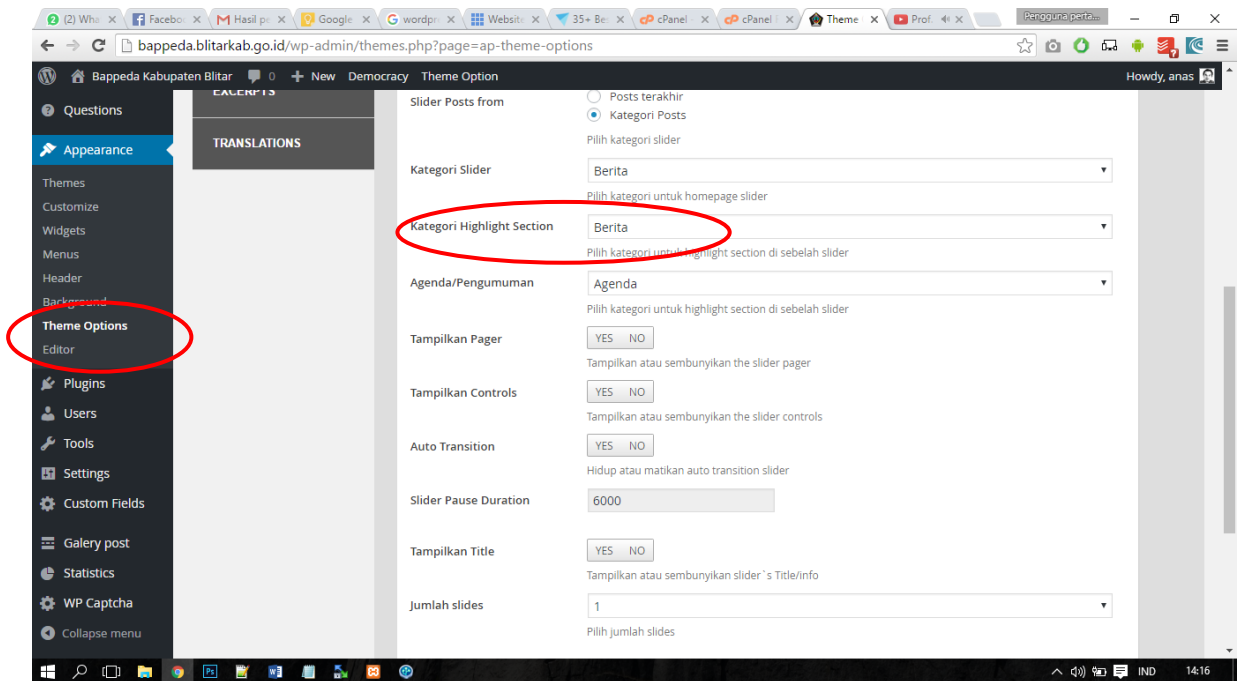 (2) Wha
Facebo
M Hasil pe
Google
G wordpr
Website
35+ Be
cP cPanel -
cP cPanel F
Theme
Prof.
Pengguna perta...
bappeda.blitarkab.go.id/wp-admin/themes.php?page=ap-theme-options
Bappeda Kabupaten Blitar 0 + New Democracy Theme Option Howdy, anas
Questions
Appearance
Themes
Customize
Widgets
Menus
Header
Background
Theme Options
Editor
Plugins
Users
Tools
Settings
Custom Fields
Galery post
Statistics
WP Captcha
Collapse menu
EXCERPTS
TRANSLATIONS
Slider Posts from
Posts terakhir
Kategori Posts
Pilih kategori slider
Kategori Slider
Berita
Pilih kategori untuk homepage slider
Kategori Highlight Section
Berita
Pilih kategori untuk highlight section di sebelah slider
Agenda/Pengumuman
Agenda
Pilih kategori untuk highlight section di sebelah slider
Tampilkan Pager
YES NO
Tampilkan atau sembunyikan the slider pager
Tampilkan Controls
YES NO
Tampilkan atau sembunyikan the slider controls
Auto Transition
YES NO
Hidup atau matikan auto transition slider
Slider Pause Duration
6000
Tampilkan Title
YES NO
Tampilkan atau sembunyikan slider`s Title/info
Jumlah slides
1
Pilih jumlah slides
IND 14:16